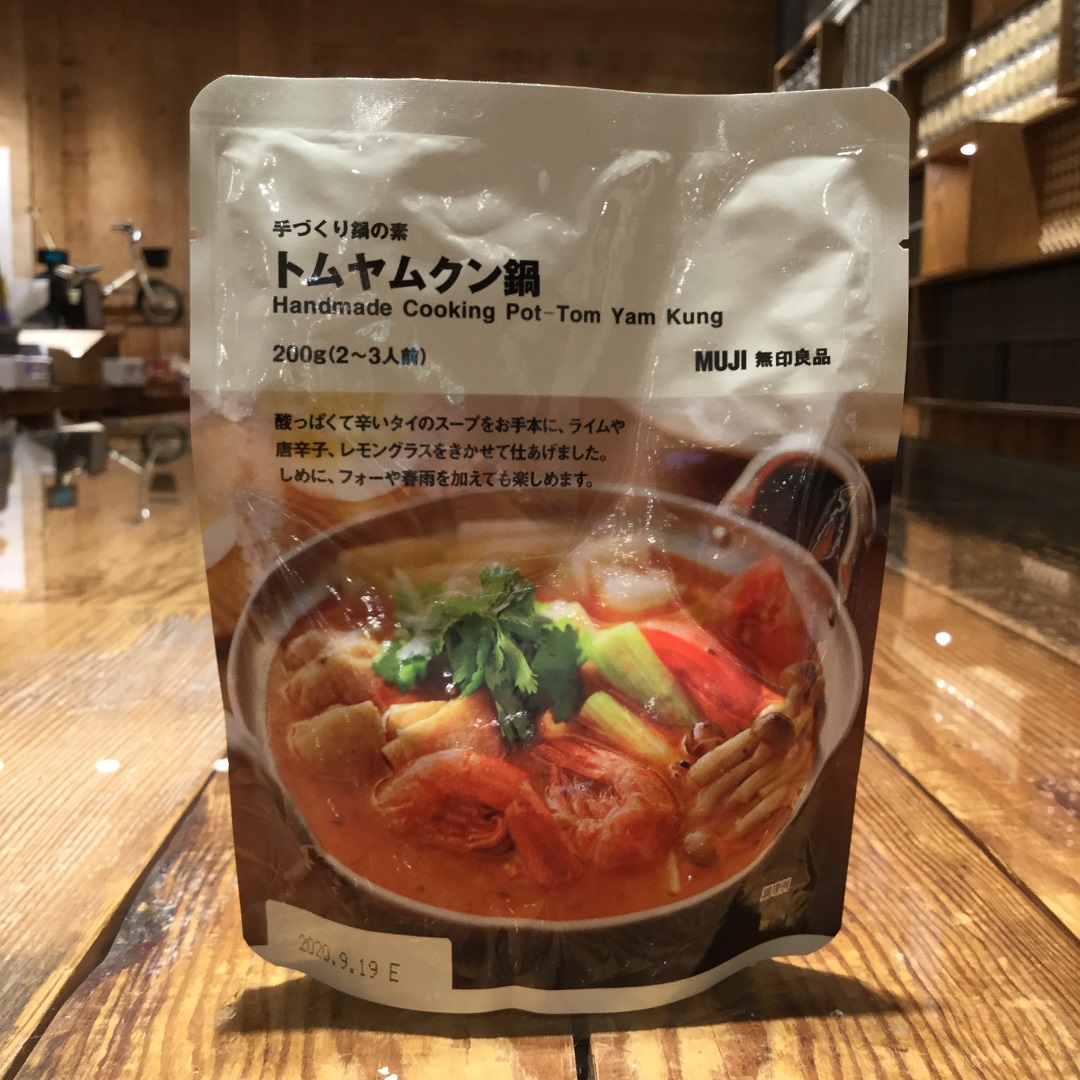 手づくり鍋の素
トムヤムクン鍋
Handmade Cooking Pot-Tom Yam Kung
200g(2～3人前)
MUJI 無印良品
酸っぱくて辛いタイのスープをお手本に、ライムや
唐辛子、レモングラスをきかせて仕あげました。
しめに、フォーや春雨を加えても楽しめます。
2020.9.19 E